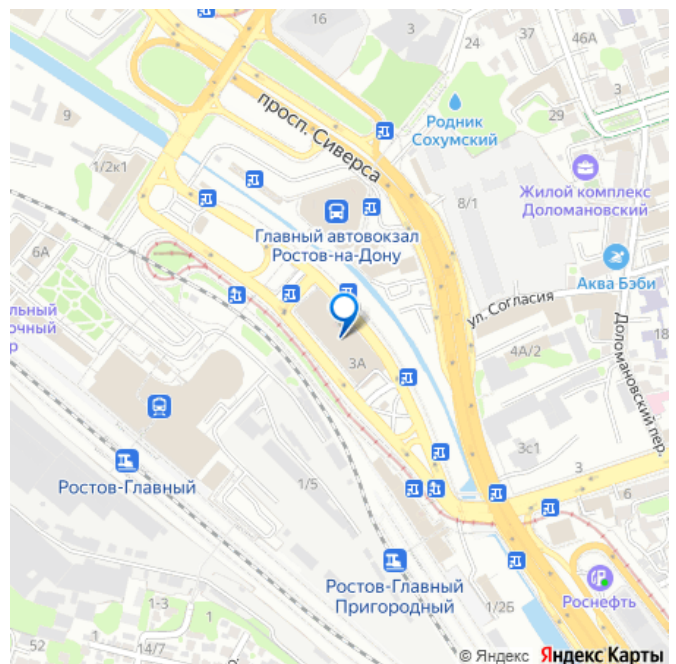 16
3
24
37
46А
3
просп. Сиверса
Родник
Сохумский
29
9
1/2к1
Жилой комплекс
Доломановский
8/1
Главный автовокзал
Ростов-на-Дону
6А
Аква Бэби
ул. Согласия
льный
очный
р
Доломановский пер.
18
4А/2
3А
3с1
3
6
Ростов-Главный
1/5
Ростов-Главный
Пригородный
Роснефть
1-3
1
1/2Б
52
14/7
© Яндекс Яндекс Карты